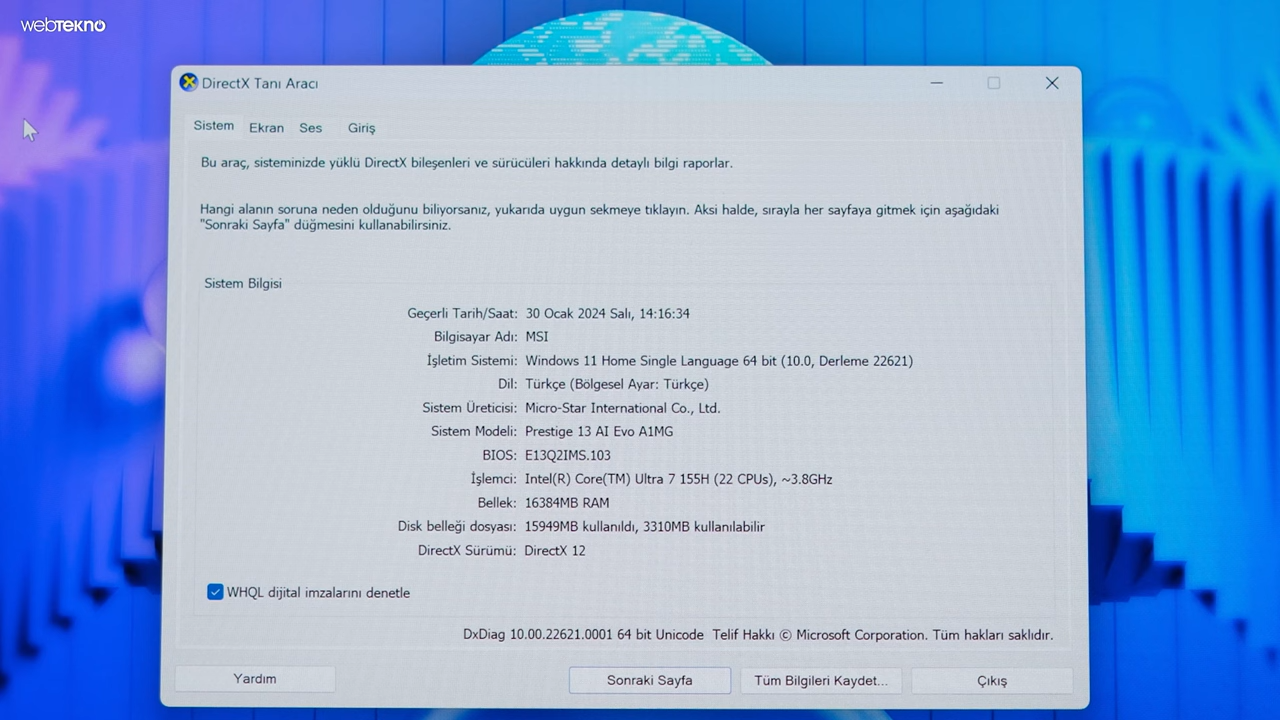 webtekno
DirectX Tanı Aracı
Sistem Ekran Ses Giriş
Bu araç, sisteminizde yüklü DirectX bileşenleri ve sürücüleri hakkında detaylı bilgi raporlar.
Hangi alanın soruna neden olduğunu biliyorsanız, yukarıda uygun sekmeye tıklayın. Aksi halde, sırayla her sayfaya gitmek için aşağıdaki
"Sonraki Sayfa" düğmesini kullanabilirsiniz.
Sistem Bilgisi
Geçerli Tarih/Saat: 30 Ocak 2024 Salı, 14:16:34
Bilgisayar Adı: MSI
İşletim Sistemi: Windows 11 Home Single Language 64 bit (10.0, Derleme 22621)
Dil: Türkçe (Bölgesel Ayar: Türkçe)
Sistem Üreticisi: Micro-Star International Co., Ltd.
Sistem Modeli: Prestige 13 AI Evo A1MG
BIOS: E13Q2IMS.103
İşlemci: Intel(R) Core(TM) Ultra 7 155H (22 CPUs), ~3.8GHz
Bellek: 16384MB RAM
Disk belleği dosyası: 15949MB kullanıldı, 3310MB kullanılabilir
DirectX Sürümü: DirectX 12
WHQL dijital imzalarını denetle
DxDiag 10.00.22621.0001 64 bit Unicode Telif Hakkı © Microsoft Corporation. Tüm hakları saklıdır.
Yardım Sonraki Sayfa Tüm Bilgileri Kaydet... Çıkış